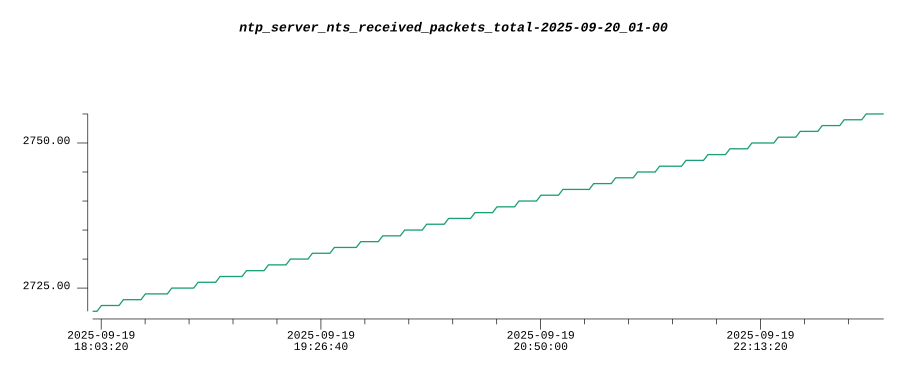 ntp_server_nts_received_packets_total-2025-09-20_01-00
2750.00
2725.00
2025-09-19 2025-09-19 2025-09-19 2025-09-19
18:03:20 19:26:40 20:50:00 22:13:20